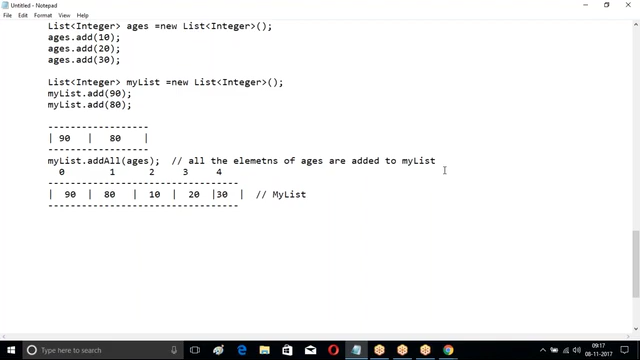 Untitled - Notepad
File Edit Format View Help
List<Integer> ages =new List<Integer>();
ages.add(10);
ages.add(20);
ages.add(30);
List<Integer> myList =new List<Integer>();
myList.add(90);
myList.add(80);
------------------
| 90 | 80 |
------------------
myList.addAll(ages); // all the elemetns of ages are added to myList
0 1 2 3 4
----------------------------------
| 90 | 80 | 10 | 20 |30 | // MyList
----------------------------------
Type here to search
09:17
08-11-2017